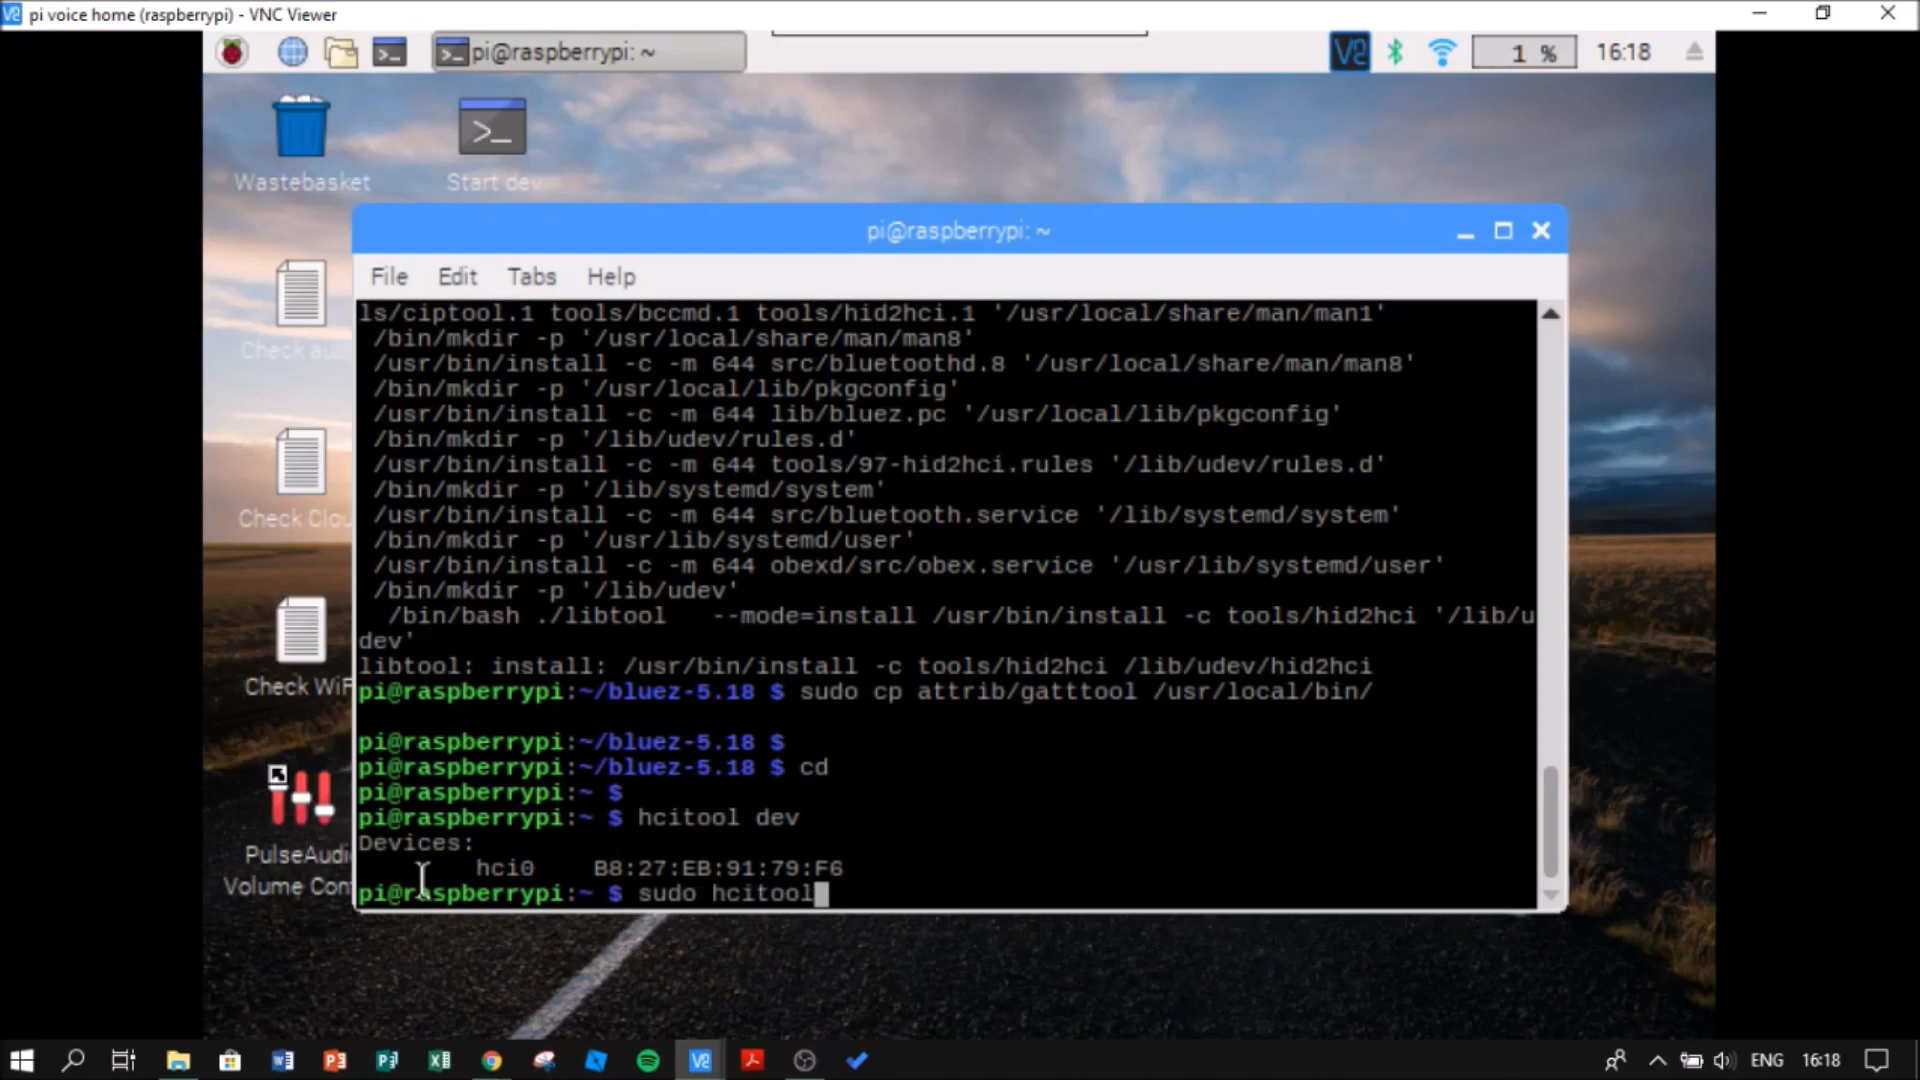 pi voice home (raspberrypi) - VNC Viewer
pi@raspberrypi: ~
1 %
16:18
Wastebasket
Start dev
pi@raspberrypi: ~
File Edit Tabs Help
ls/ciptool.1 tools/bccmd.1 tools/hid2hci.1 '/usr/local/share/man/man1'
/bin/mkdir -p '/usr/local/share/man/man8'
/usr/bin/install -c -m 644 src/bluetoothd.8 '/usr/local/share/man/man8'
/bin/mkdir -p '/usr/local/lib/pkgconfig'
/usr/bin/install -c -m 644 lib/bluez.pc '/usr/local/lib/pkgconfig'
/bin/mkdir -p '/lib/udev/rules.d'
/usr/bin/install -c -m 644 tools/97-hid2hci.rules '/lib/udev/rules.d'
/bin/mkdir -p '/lib/systemd/system'
/usr/bin/install -c -m 644 src/bluetooth.service '/lib/systemd/system'
/bin/mkdir -p '/usr/lib/systemd/user'
/usr/bin/install -c -m 644 obexd/src/obex.service '/usr/lib/systemd/user'
/bin/mkdir -p '/lib/udev'
/bin/bash ./libtool   --mode=install /usr/bin/install -c tools/hid2hci '/lib/u
dev'
libtool: install: /usr/bin/install -c tools/hid2hci /lib/udev/hid2hci
pi@raspberrypi:~/bluez-5.18 $ sudo cp attrib/gatttool /usr/local/bin/
pi@raspberrypi:~/bluez-5.18 $
pi@raspberrypi:~/bluez-5.18 $ cd
pi@raspberrypi:~ $
pi@raspberrypi:~ $ hcitool dev
Devices:
hci0 B8:27:EB:91:79:F6
pi@raspberrypi:~ $ sudo hcitool
Check au
Check Clou
Check WiF
PulseAudi
Volume Con
ENG
16:18